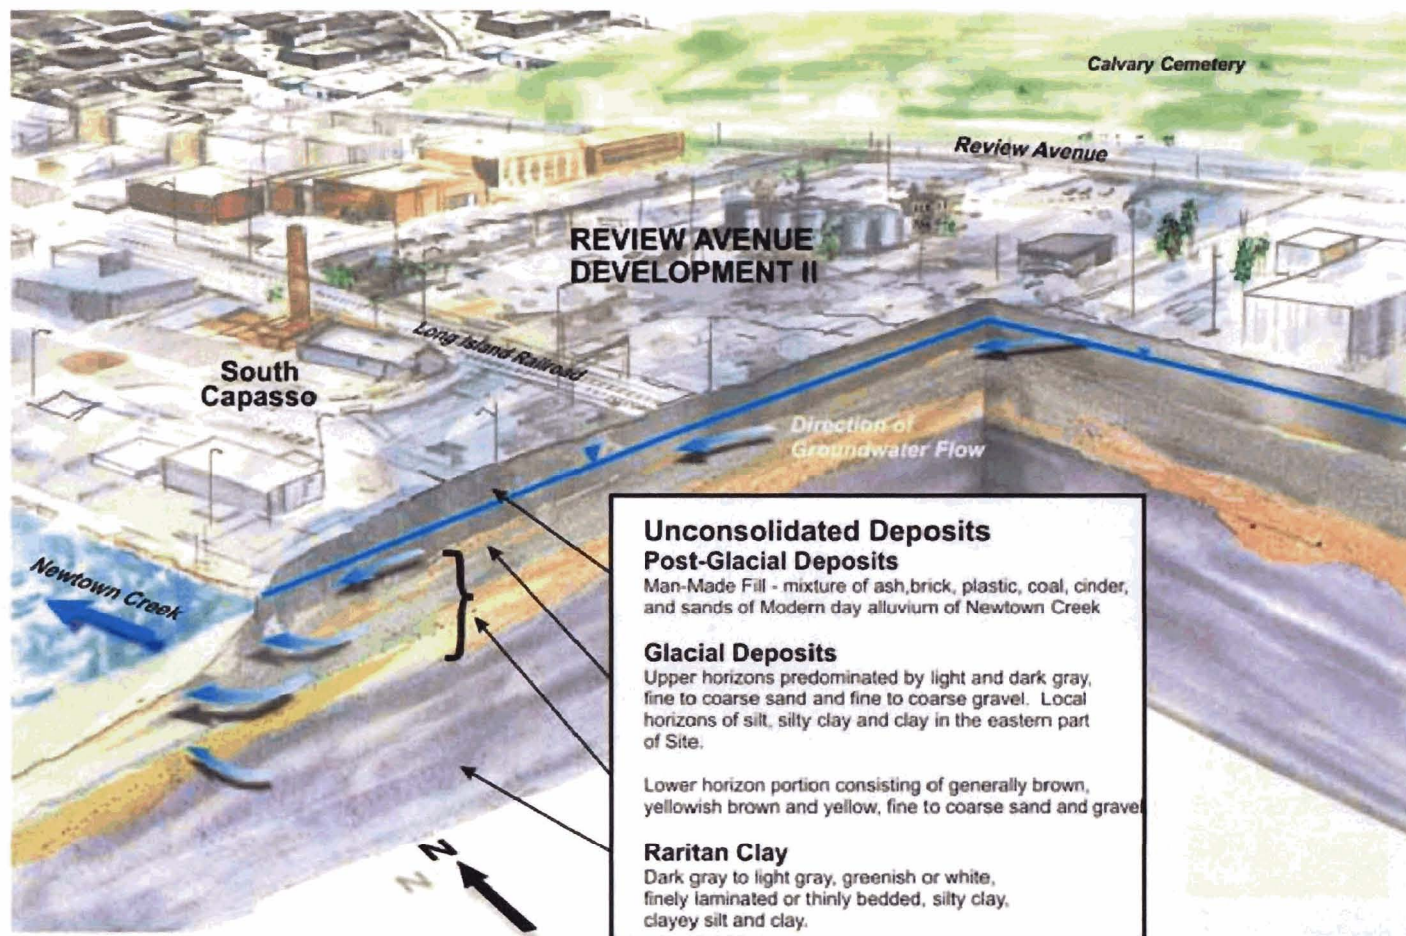 Calvary Cemetery
Review Avenue
REVIEW AVENUE
DEVELOPMENT II
Long Island Railroad
South
Capasso
Direction of
Groundwater Flow
Newtown Creek
Unconsolidated Deposits
Post-Glacial Deposits
Man-Made Fill - mixture of ash,brick, plastic, coal, cinder,
and sands of Modern day alluvium of Newtown Creek
Glacial Deposits
Upper horizons predominated by light and dark gray,
fine to coarse sand and fine to coarse gravel. Local
horizons of silt, silty clay and clay in the eastern part
of Site.
Lower horizon portion consisting of generally brown,
yellowish brown and yellow, fine to coarse sand and gravel
Raritan Clay
Dark gray to light gray, greenish or white,
finely laminated or thinly bedded, silty clay,
clayey silt and clay.
N